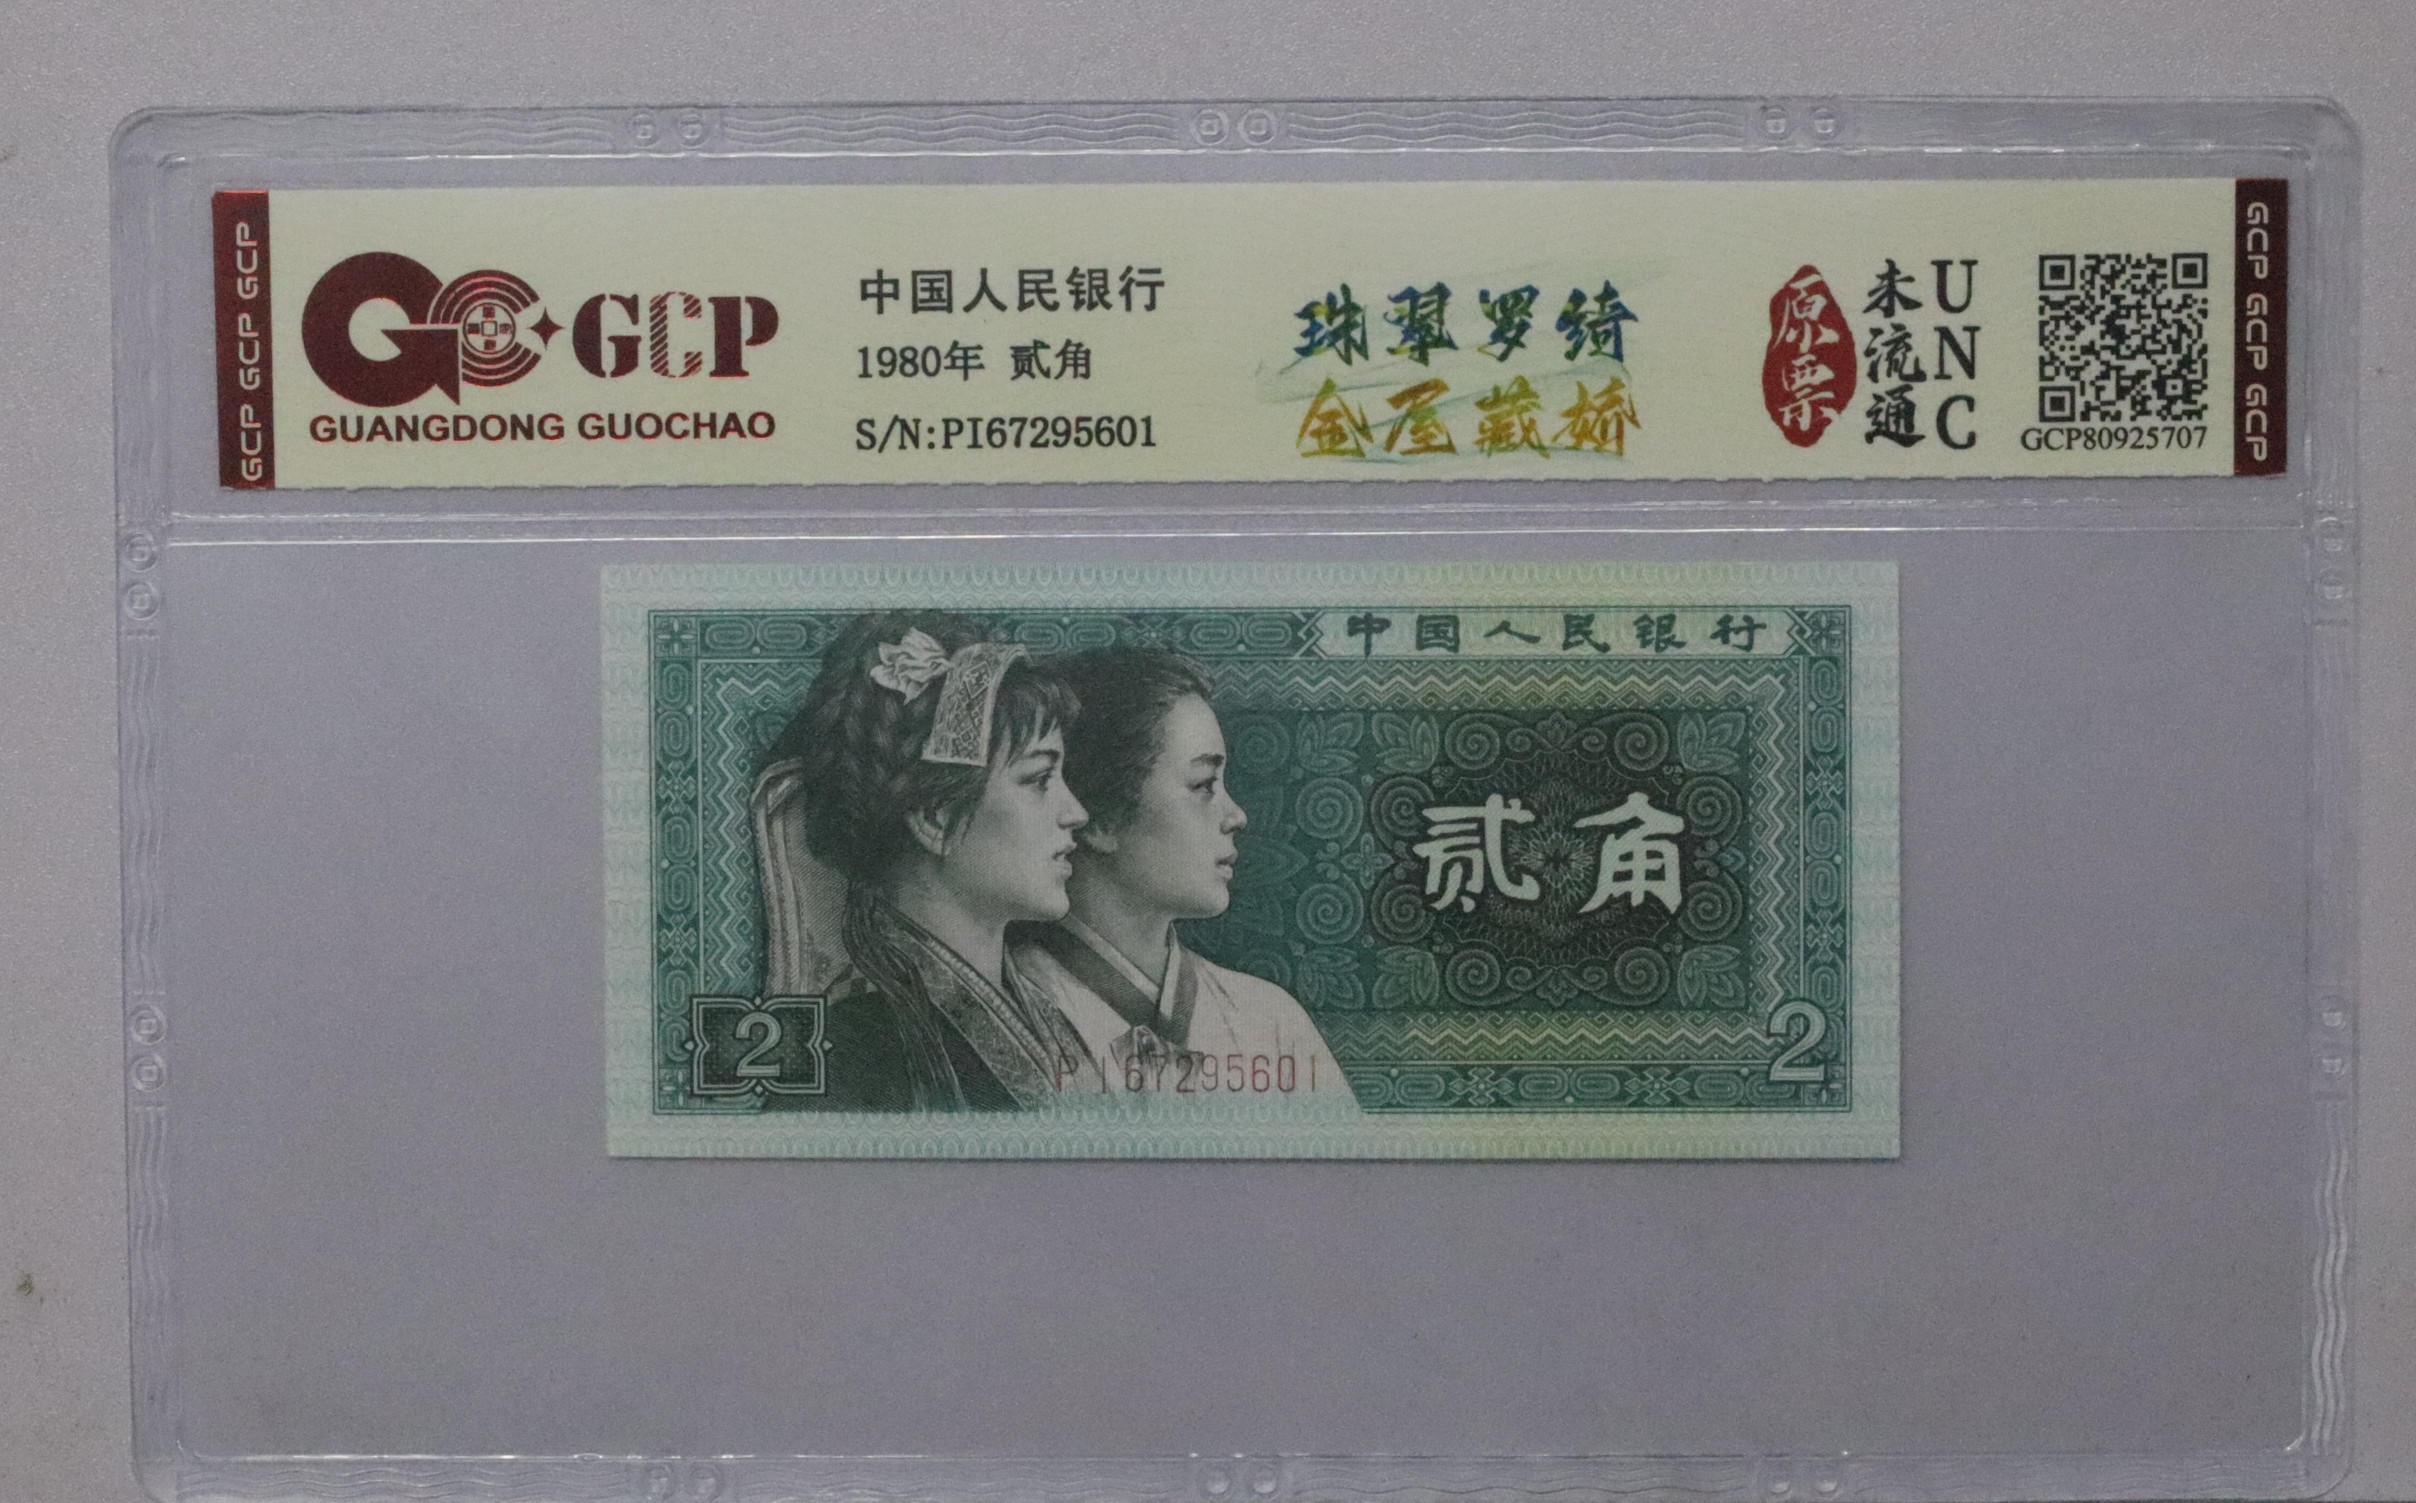 GCP GCP GCP
GCP
GUANGDONG GUOCHAO
中国人民银行
1980年 贰角
S/N:PI67295601
珠翠罗绮
金屋藏娇
原票
未流通
UNC
GCP80925707
GCP GCP GCP
中国人民银行
贰角
2
PI67295601
2